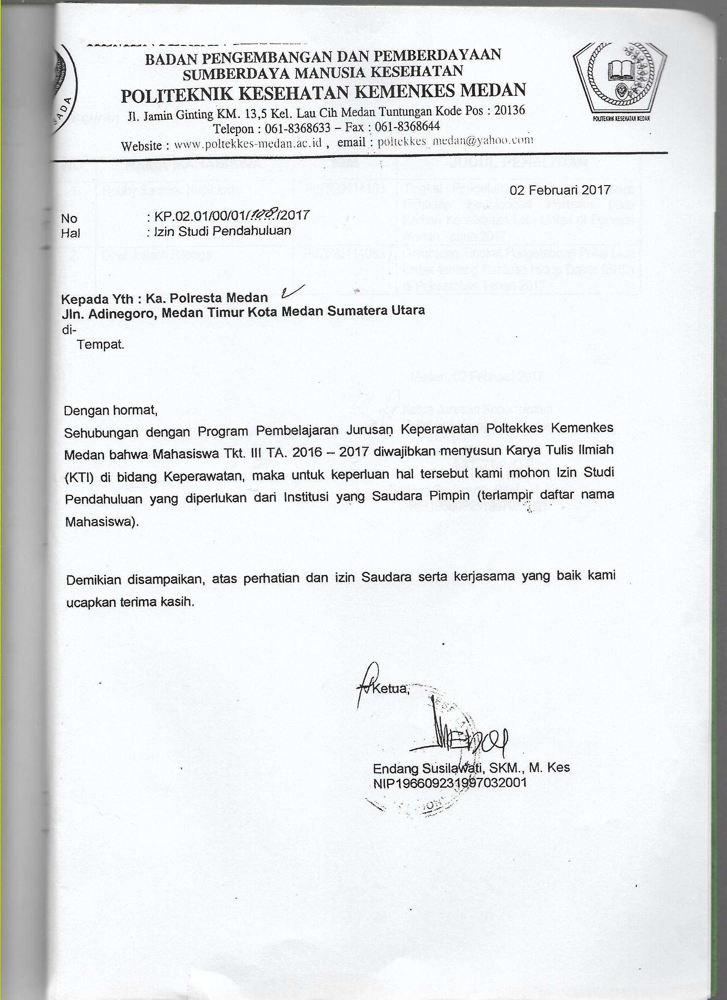 BADAN PENGEMBANGAN DAN PEMBERDAYAAN
SUMBERDAYA MANUSIA KESEHATAN
POLITEKNIK KESEHATAN KEMENKES MEDAN
Jl. Jamin Ginting KM. 13,5 Kel. Lau Cih Medan Tuntungan Kode Pos : 20136
Telepon : 061-8368633 – Fax : 061-8368644
Website : www.poltekkes-medan.ac.id , email : poltekkes_medan@yahoo.com
SADA
POLITEKNIK KESEHATAN MEDAN
02 Februari 2017
No : KP.02.01/00/01/108/2017
Hal : Izin Studi Pendahuluan
Kepada Yth : Ka. Polresta Medan
Jln. Adinegoro, Medan Timur Kota Medan Sumatera Utara
di-
Tempat.
Dengan hormat,
Sehubungan dengan Program Pembelajaran Jurusan Keperawatan Poltekkes Kemenkes
Medan bahwa Mahasiswa Tkt. III TA. 2016 – 2017 diwajibkan menyusun Karya Tulis Ilmiah
(KTI) di bidang Keperawatan, maka untuk keperluan hal tersebut kami mohon Izin Studi
Pendahuluan yang diperlukan dari Institusi yang Saudara Pimpin (terlampir daftar nama
Mahasiswa).
Demikian disampaikan, atas perhatian dan izin Saudara serta kerjasama yang baik kami
ucapkan terima kasih.
Ketua,
Endang Susilawati, SKM., M. Kes
NIP196609231997032001